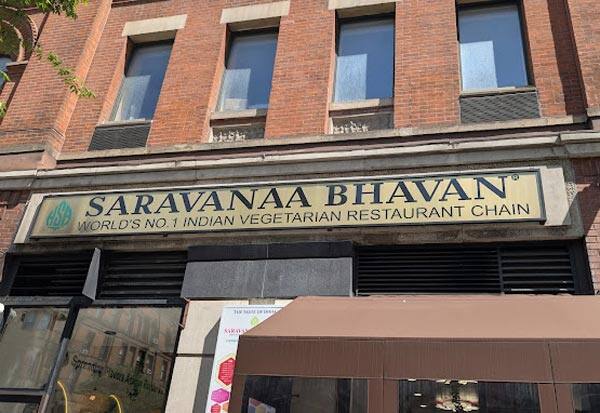 SARAVANAA BHAVAN®
WORLD'S NO.1 INDIAN VEGETARIAN RESTAURANT CHAIN